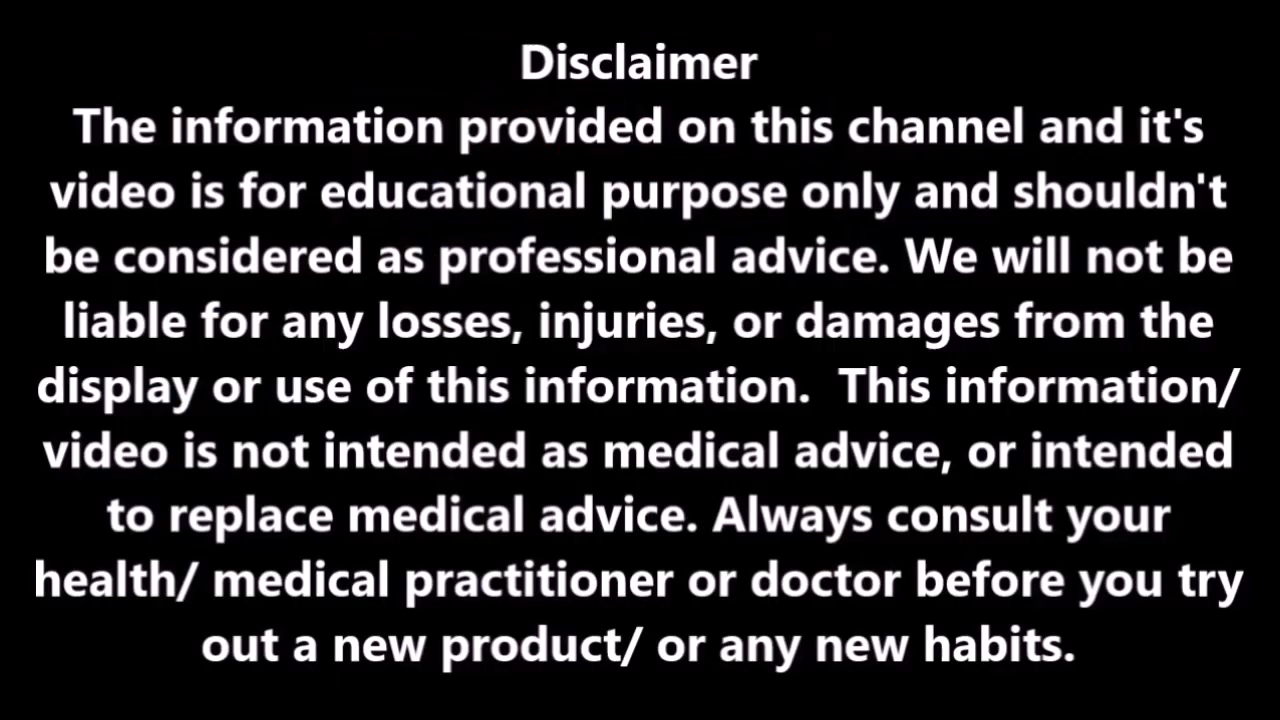 Disclaimer
The information provided on this channel and it's
video is for educational purpose only and shouldn't
be considered as professional advice. We will not be
liable for any losses, injuries, or damages from the
display or use of this information.  This information/
video is not intended as medical advice, or intended
to replace medical advice. Always consult your
health/ medical practitioner or doctor before you try
out a new product/ or any new habits.